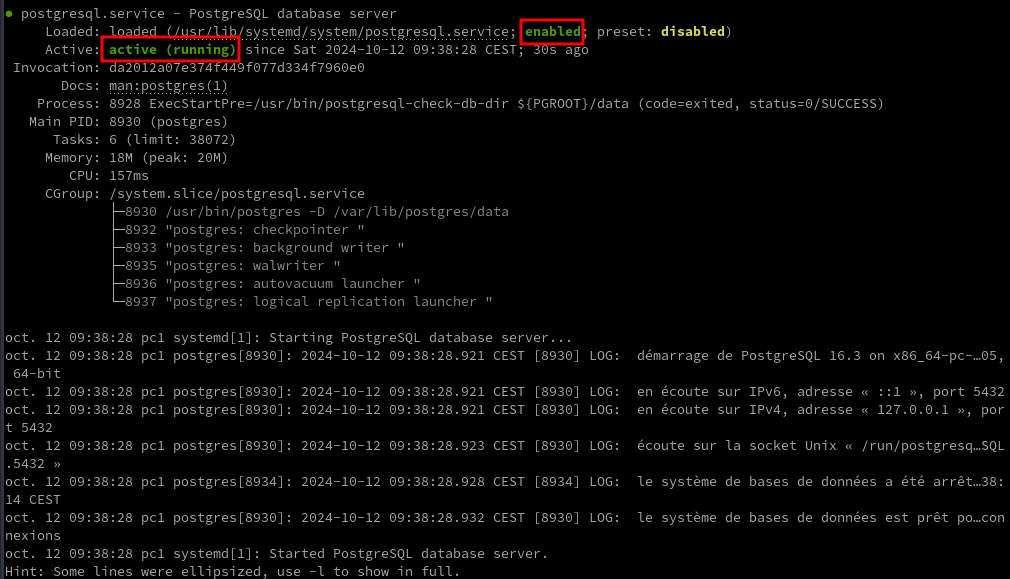 ● postgresql.service - PostgreSQL database server
Loaded: loaded (/usr/lib/systemd/system/postgresql.service; enabled; preset: disabled)
Active: active (running) since Sat 2024-10-12 09:38:28 CEST; 30s ago
Invocation: da2012a07e374f449f077d334f7960e0
Docs: man:postgres(1)
Process: 8928 ExecStartPre=/usr/bin/postgresql-check-db-dir ${PGROOT}/data (code=exited, status=0/SUCCESS)
Main PID: 8930 (postgres)
Tasks: 6 (limit: 38072)
Memory: 18M (peak: 20M)
CPU: 157ms
CGroup: /system.slice/postgresql.service
├─8930 /usr/bin/postgres -D /var/lib/postgres/data
├─8932 "postgres: checkpointer "
├─8933 "postgres: background writer "
├─8935 "postgres: walwriter "
├─8936 "postgres: autovacuum launcher "
└─8937 "postgres: logical replication launcher "
oct. 12 09:38:28 pc1 systemd[1]: Starting PostgreSQL database server...
oct. 12 09:38:28 pc1 postgres[8930]: 2024-10-12 09:38:28.921 CEST [8930] LOG:  démarrage de PostgreSQL 16.3 on x86_64-pc-…05,
64-bit
oct. 12 09:38:28 pc1 postgres[8930]: 2024-10-12 09:38:28.921 CEST [8930] LOG:  en écoute sur IPv6, adresse « ::1 », port 5432
oct. 12 09:38:28 pc1 postgres[8930]: 2024-10-12 09:38:28.921 CEST [8930] LOG:  en écoute sur IPv4, adresse « 127.0.0.1 », por
t 5432
oct. 12 09:38:28 pc1 postgres[8930]: 2024-10-12 09:38:28.923 CEST [8930] LOG:  écoute sur la socket Unix « /run/postgresq…SQL
.5432 »
oct. 12 09:38:28 pc1 postgres[8934]: 2024-10-12 09:38:28.928 CEST [8934] LOG:  le système de bases de données a été arrêt…38:
14 CEST
oct. 12 09:38:28 pc1 postgres[8930]: 2024-10-12 09:38:28.932 CEST [8930] LOG:  le système de bases de données est prêt po…con
nexions
oct. 12 09:38:28 pc1 systemd[1]: Started PostgreSQL database server.
Hint: Some lines were ellipsized, use -l to show in full.